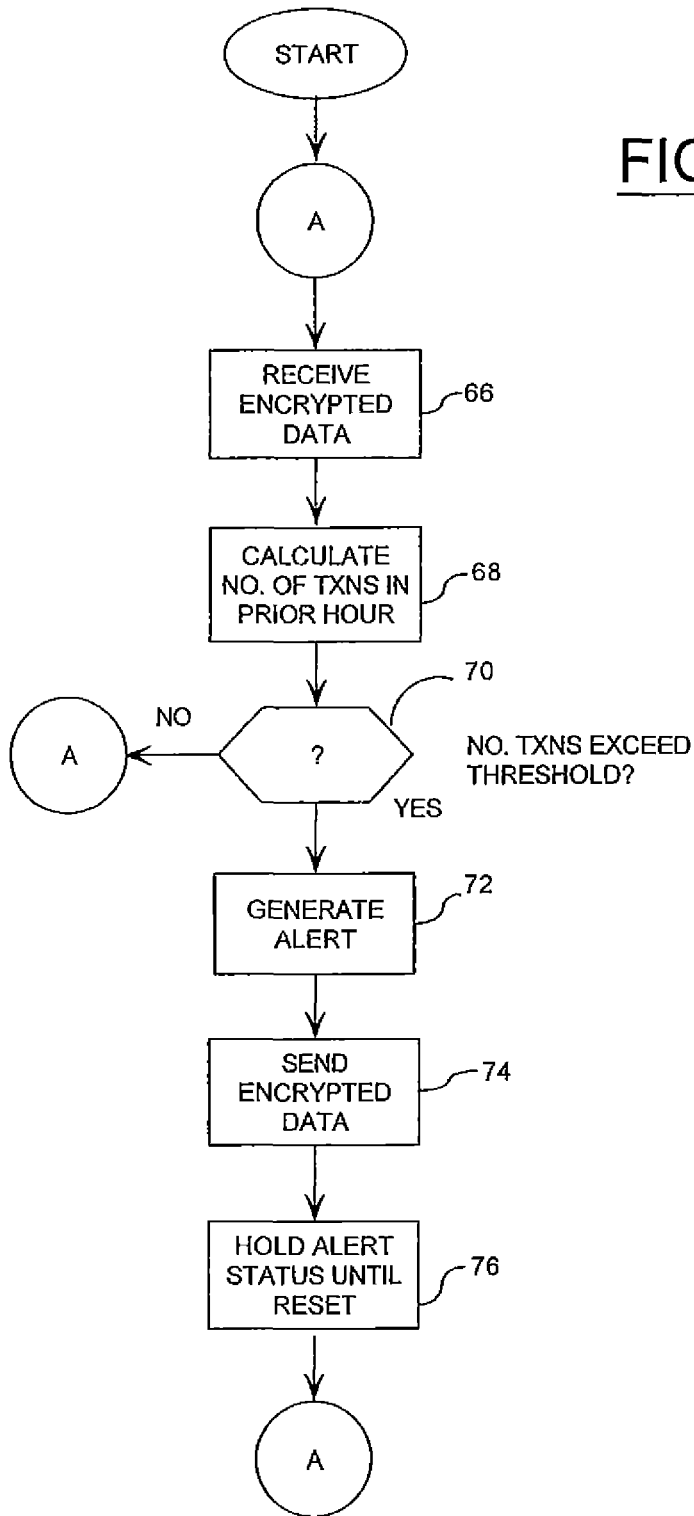 START
FIG
A
RECEIVE
ENCRYPTED
DATA
66
CALCULATE
NO. OF TXNS IN
PRIOR HOUR
68
70
NO
A
?
NO. TXNS EXCEED
THRESHOLD?
YES
72
GENERATE
ALERT
SEND
ENCRYPTED
DATA
74
HOLD ALERT
STATUS UNTIL
RESET
76
A